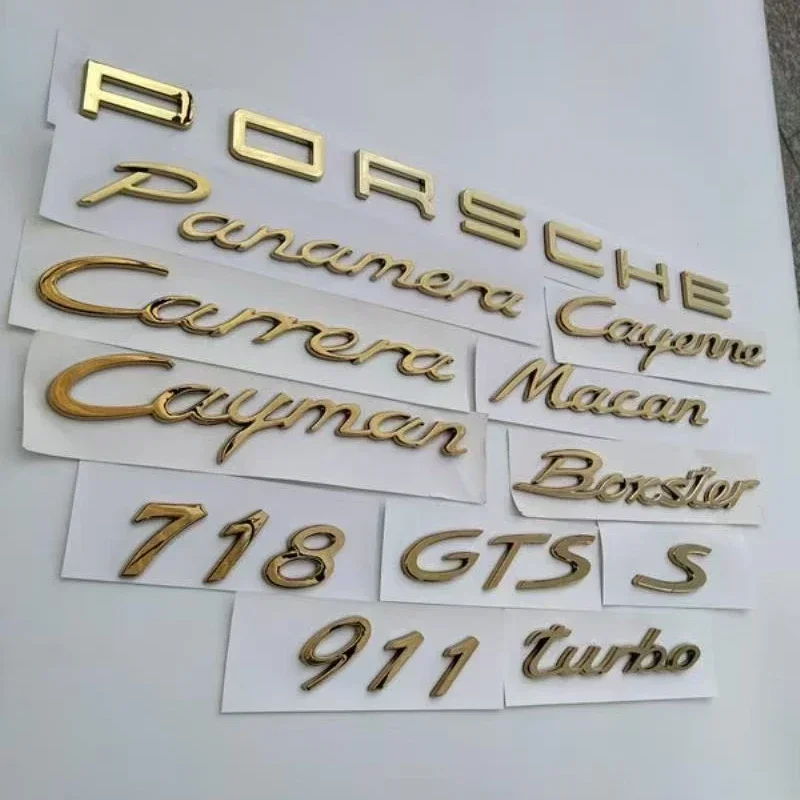 PORSCHE
Panamera
Carrera
Cayenne
Cayman
Macan
Boxster
718
GTS
S
911
turbo